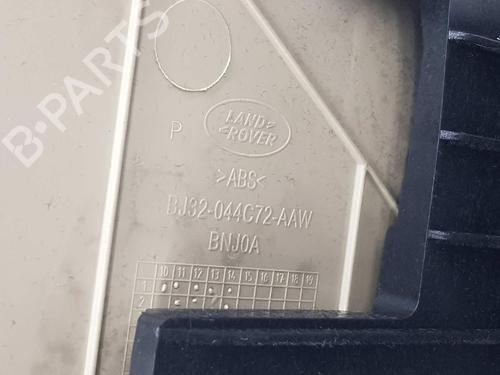 B-PARTS
P
LAND
ROVER
>ABS<
BJ32-044C72-AAW
BNJ0A
10 11 12 13 14 15 16 17 18 19
1
2